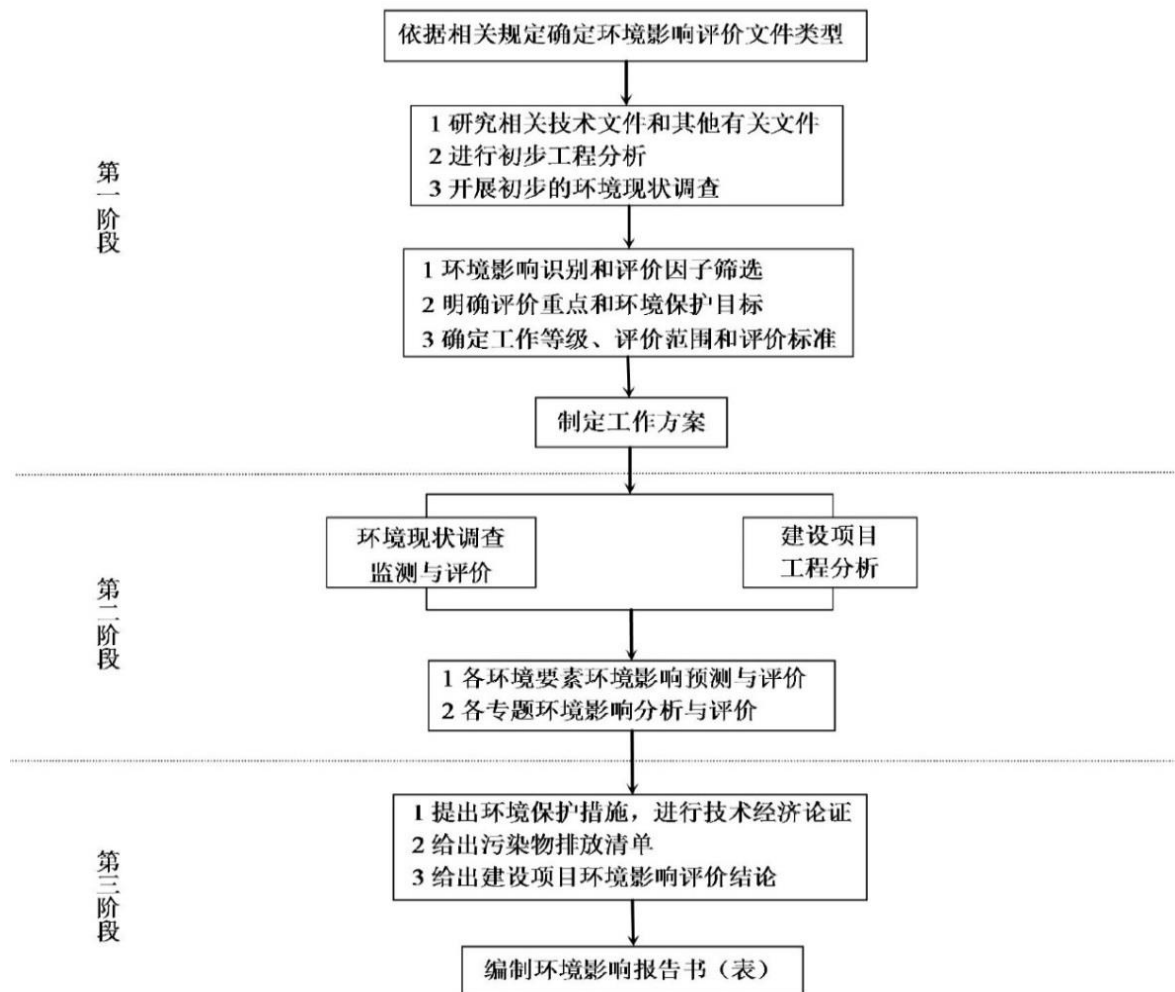 依据相关规定确定环境影响评价文件类型
1 研究相关技术文件和其他有关文件
2 进行初步工程分析
3 开展初步的环境现状调查
第一阶段
1 环境影响识别和评价因子筛选
2 明确评价重点和环境保护目标
3 确定工作等级、评价范围和评价标准
制定工作方案
环境现状调查
监测与评价
建设项目
工程分析
第二阶段
1 各环境要素环境影响预测与评价
2 各专题环境影响分析与评价
1 提出环境保护措施，进行技术经济论证
2 给出污染物排放清单
3 给出建设项目环境影响评价结论
第三阶段
编制环境影响报告书（表）